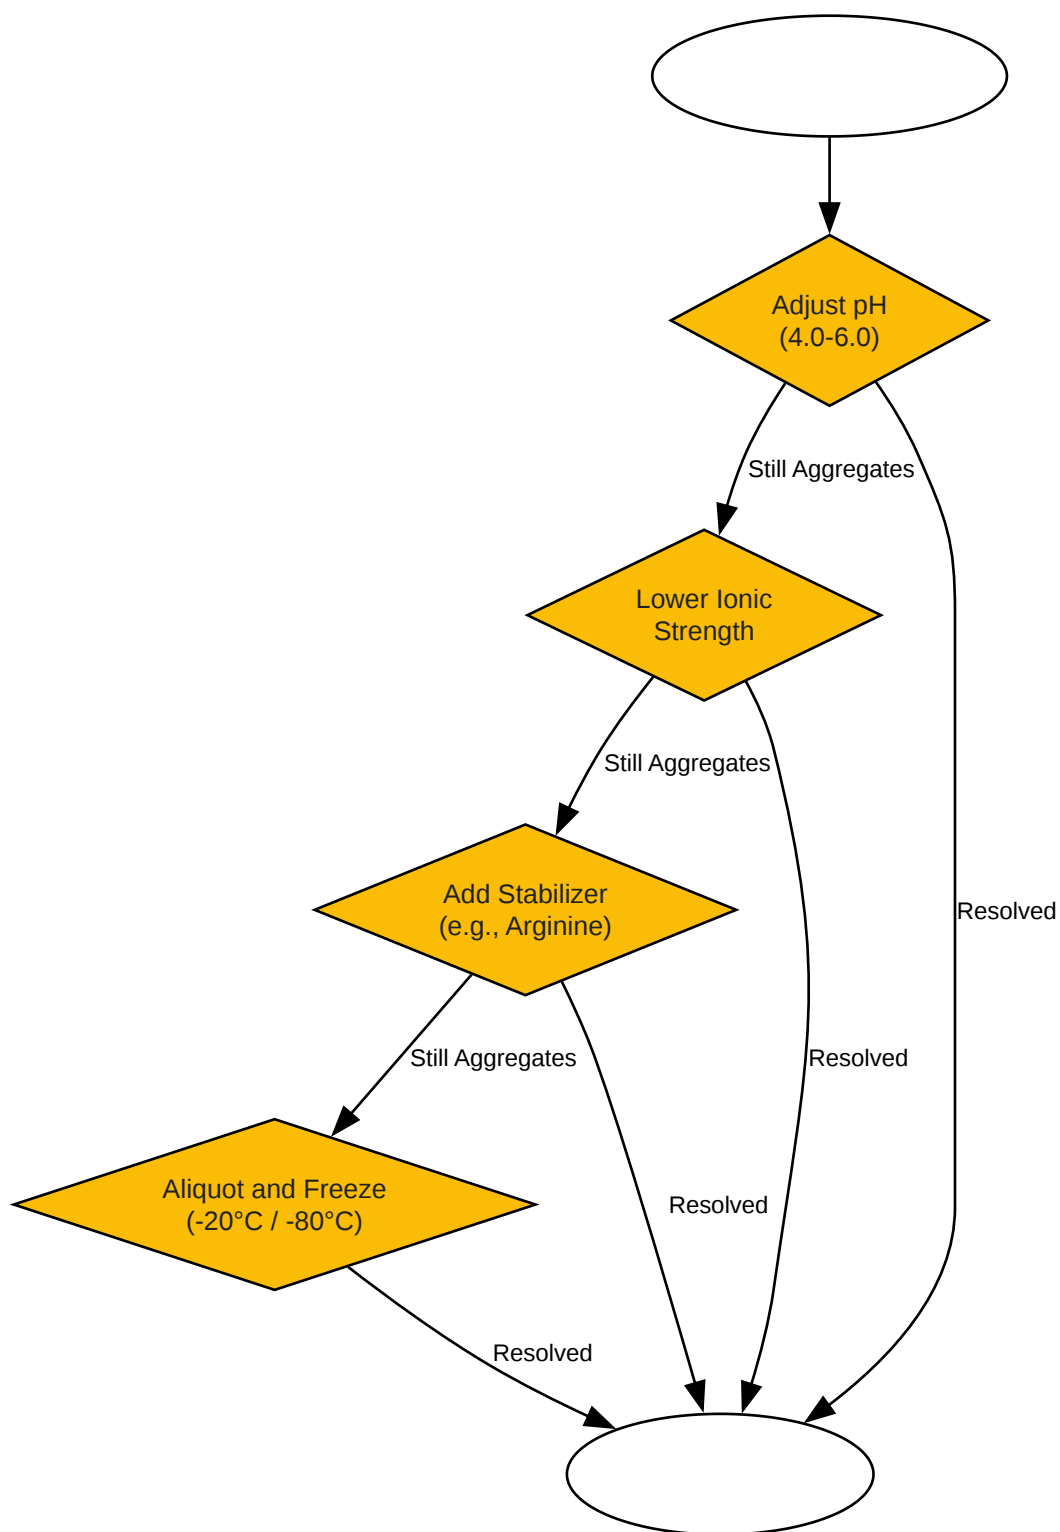 Adjust pH
(4.0-6.0)
Still Aggregates
Lower Ionic
Strength
Still Aggregates
Add Stabilizer
(e.g., Arginine)
Resolved
Still Aggregates
Resolved
Aliquot and Freeze
(-20°C / -80°C)
Resolved
Resolved